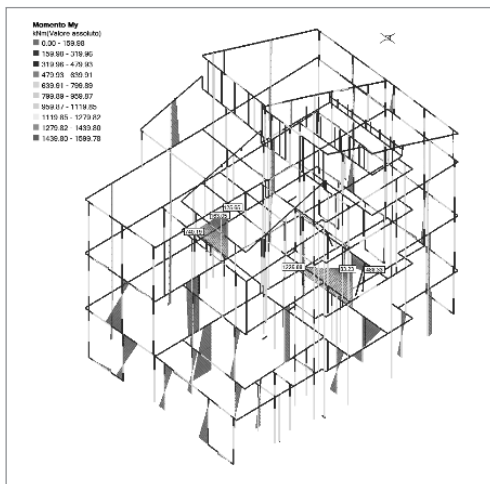 Momento My
kNm(Valore assoluto)
0.00 - 159.98
159.98 - 319.96
319.96 - 479.93
479.93 - 639.91
639.91 - 799.89
799.89 - 959.87
959.87 - 1119.85
1119.85 - 1279.82
1279.82 - 1439.80
1439.80 - 1599.78